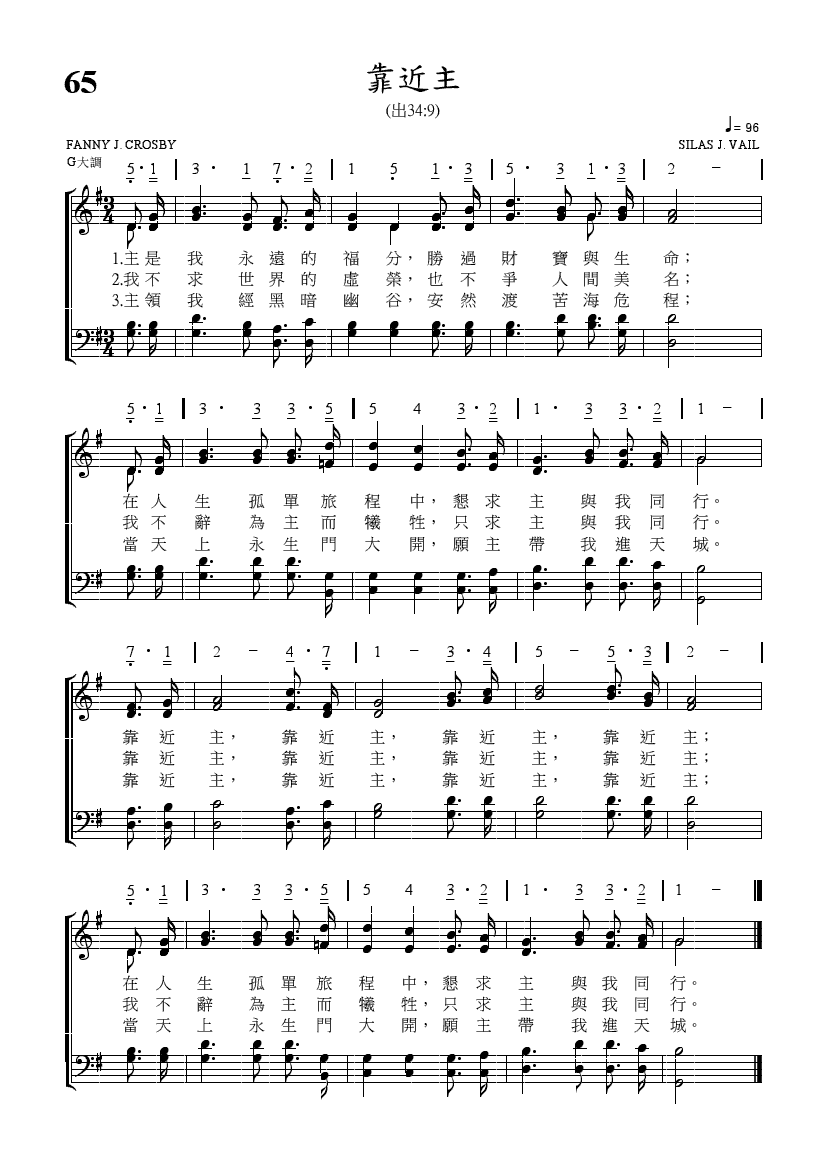 65
靠近主
(出34:9)
♩= 96
FANNY J. CROSBY
SILAS J. VAIL
G大調
5 · 1 | 3 · 1 7 · 2 | 1 5 1 · 3 | 5 · 3 1 · 3 | 2 – |
1.主是 我 永遠的 福 分，勝過 財 寶與生 命；
2.我不 求 世界的 虛 榮，也不 爭 人間美 名；
3.主領 我 經黑暗 幽 谷，安然 渡 苦海危 程；
5 · 1 | 3 · 3 3 · 5 | 5 4 3 · 2 | 1 · 3 3 · 2 | 1 – |
在人 生 孤單旅 程 中，懇求 主 與我同 行。
我不 辭 為主而 犧 牲，只求 主 與我同 行。
當天 上 永生門 大 開，願主 帶 我進天 城。
7 · 1 | 2 – 4 · 7 | 1 – 3 · 4 | 5 – 5 · 3 | 2 – |
靠近 主， 靠近 主， 靠近 主， 靠近 主；
靠近 主， 靠近 主， 靠近 主， 靠近 主；
靠近 主， 靠近 主， 靠近 主， 靠近 主；
5 · 1 | 3 · 3 3 · 5 | 5 4 3 · 2 | 1 · 3 3 · 2 | 1 – |
在人 生 孤單旅 程 中，懇求 主 與我同 行。
我不 辭 為主而 犧 牲，只求 主 與我同 行。
當天 上 永生門 大 開，願主 帶 我進天 城。